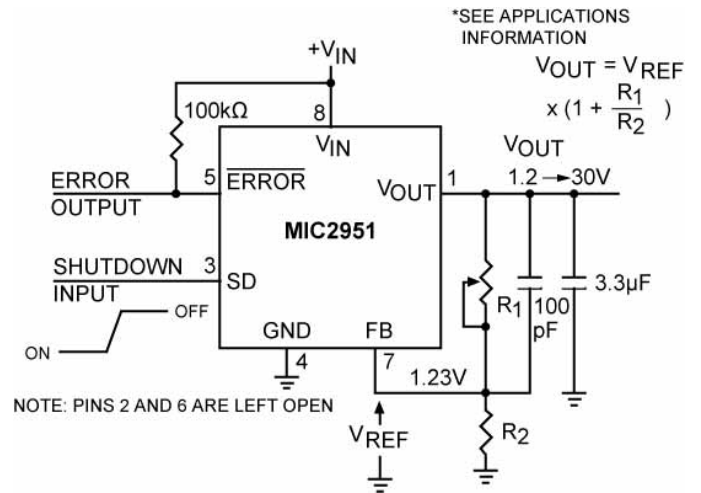 *SEE APPLICATIONS
INFORMATION
+VIN
VOUT = VREF
x (1 + R1/R2 )
100kΩ
8
VIN
VOUT
1.2 → 30V
ERROR
OUTPUT
5
ERROR
VOUT
1
MIC2951
SHUTDOWN
INPUT
3
SD
3.3µF
R1
100
pF
OFF
ON
GND
FB
4
7
1.23V
NOTE: PINS 2 AND 6 ARE LEFT OPEN
VREF
R2